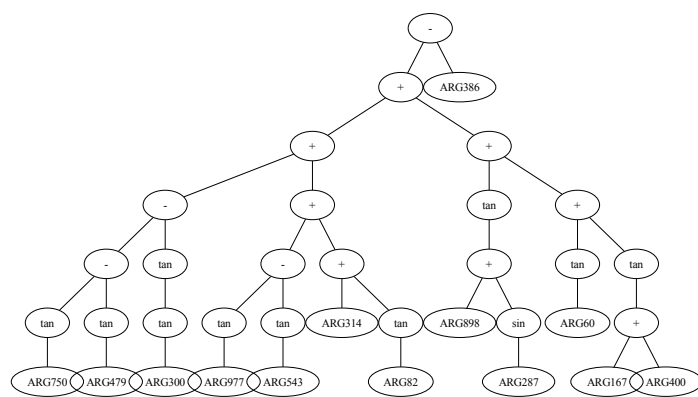 -
+ ARG386
+ +
- + tan +
- tan - + + tan tan
tan tan tan tan tan ARG314 tan ARG898 sin ARG60 +
ARG750 ARG479 ARG300 ARG977 ARG543 ARG82 ARG287 ARG167 ARG400